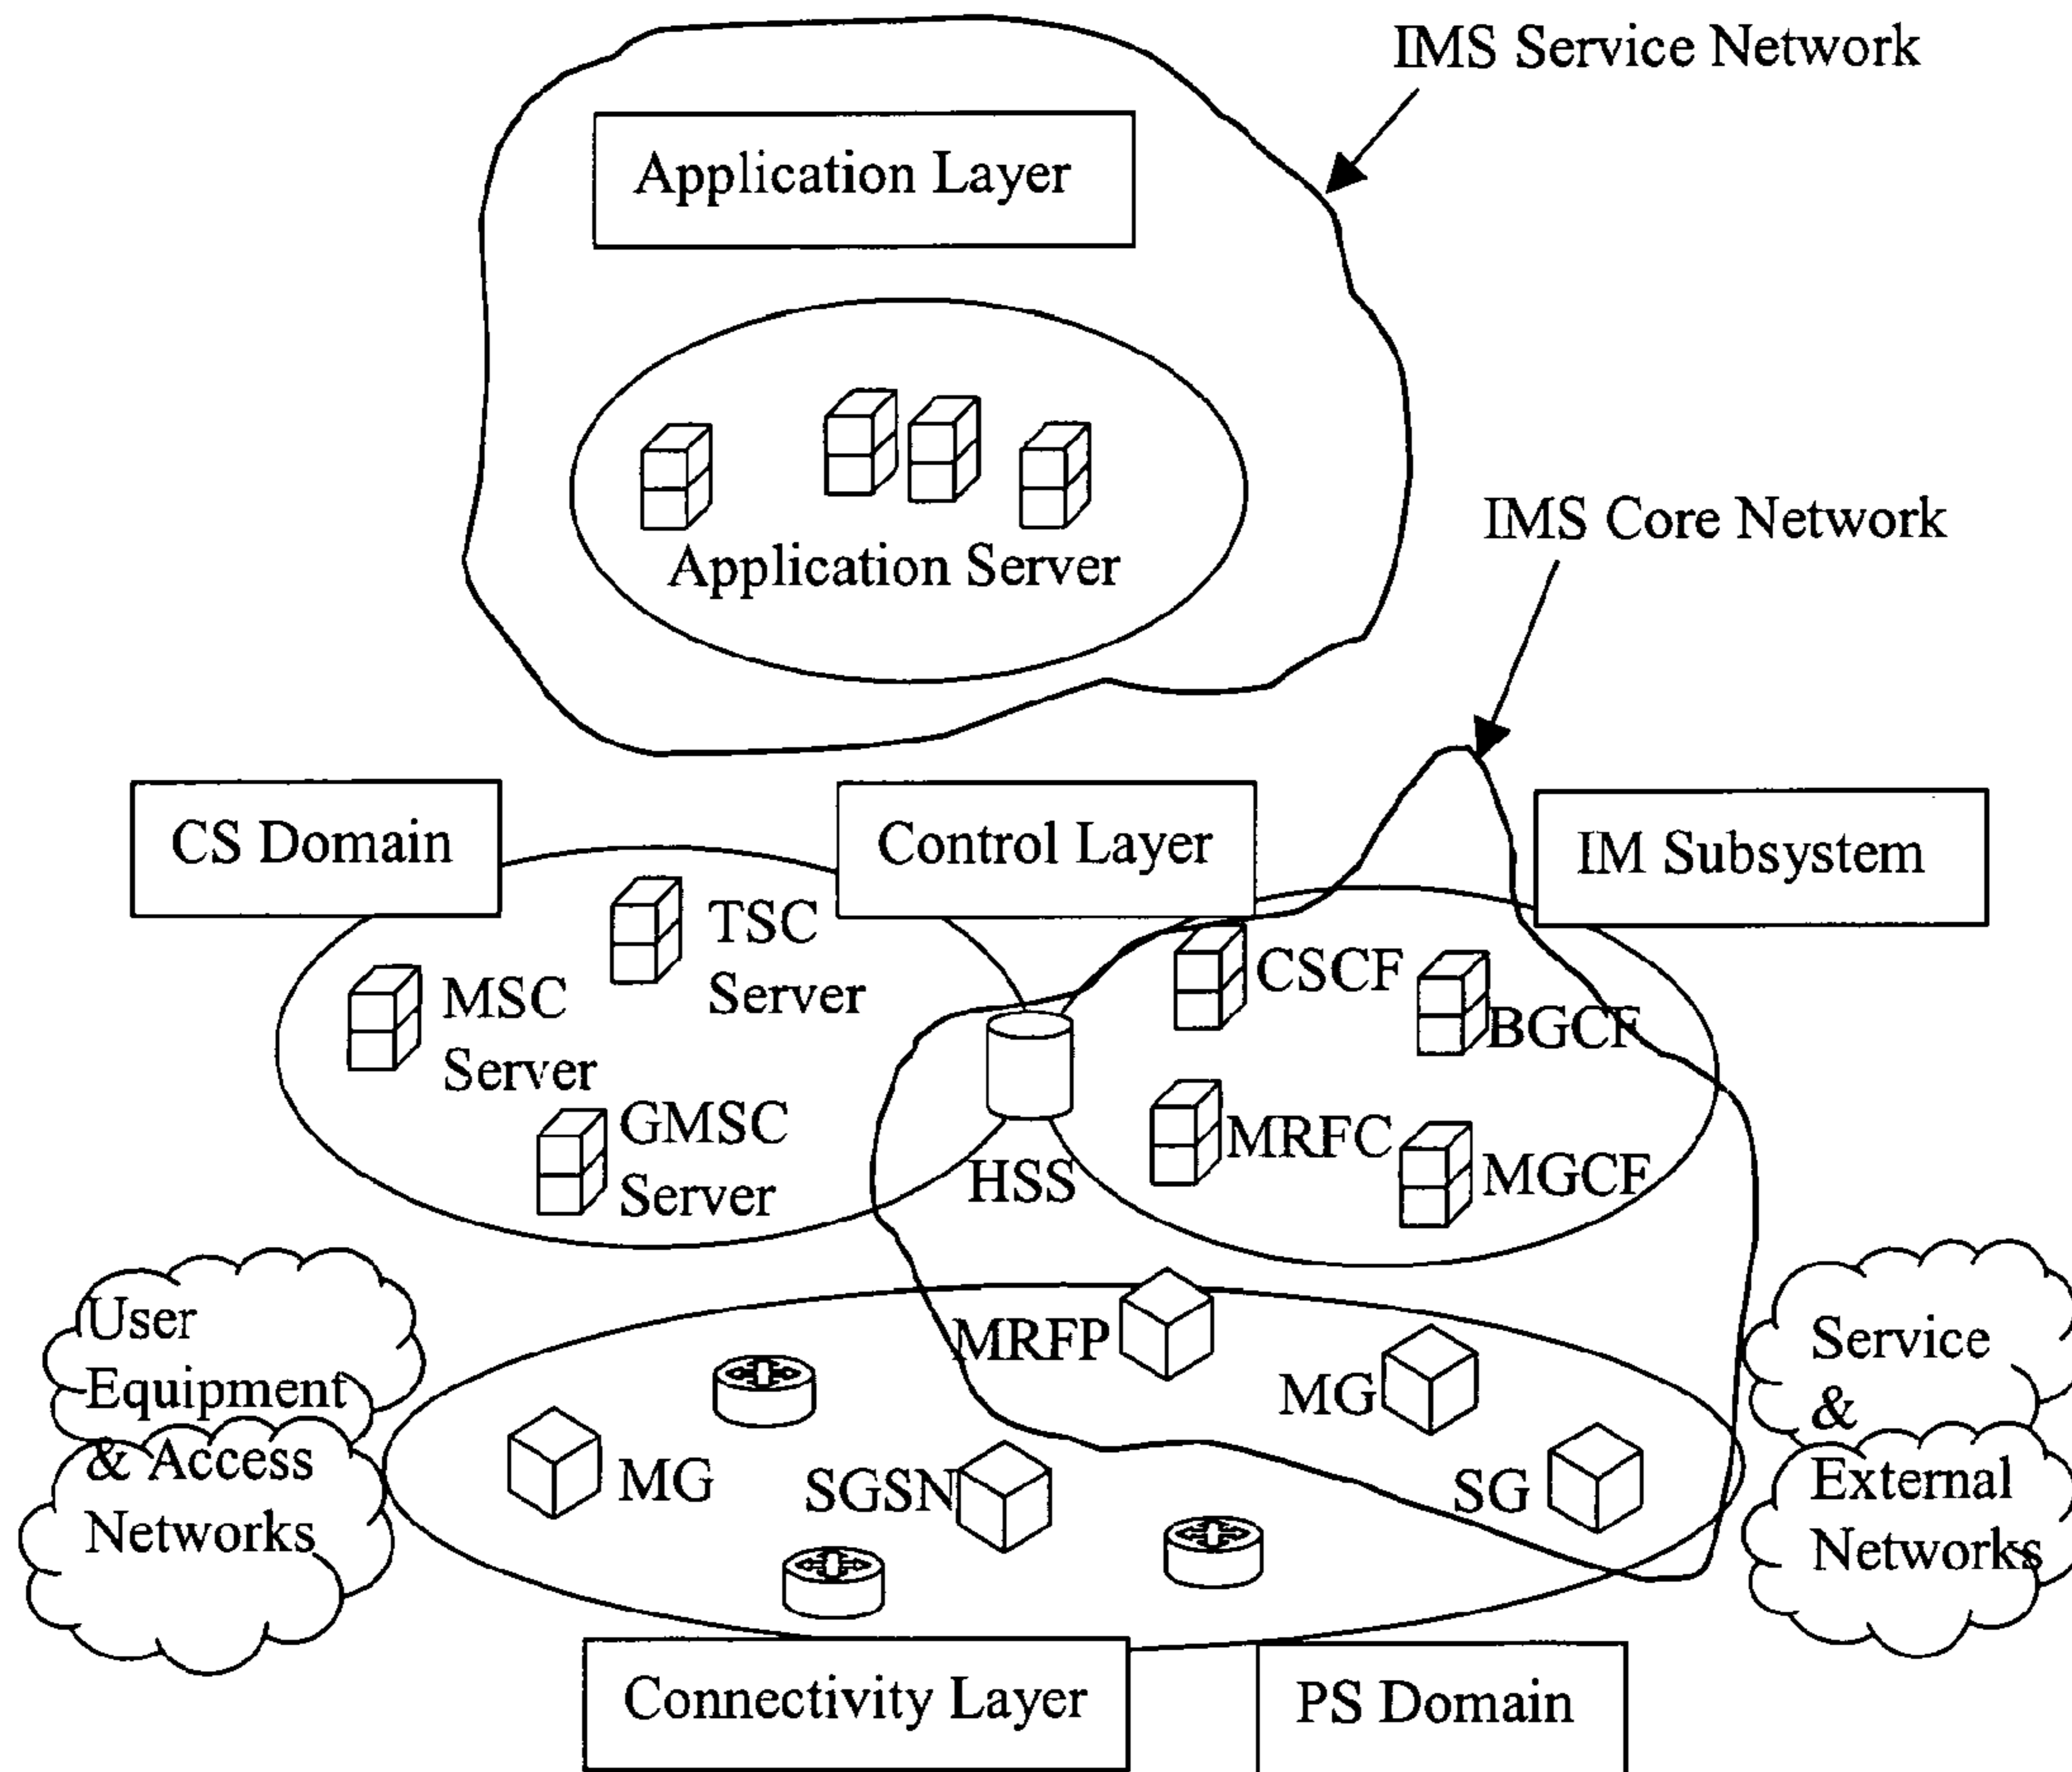 IMS Service Network
Application Layer
Application Server
IMS Core Network
CS Domain
Control Layer
IM Subsystem
TSC
Server
MSC
Server
GMSC
Server
CSCF
BGCF
HSS
MRFC
MGCF
User
Equipment
& Access
Networks
MRFP
MG
MG
SGSN
SG
Service
&
External
Networks
Connectivity Layer
PS Domain